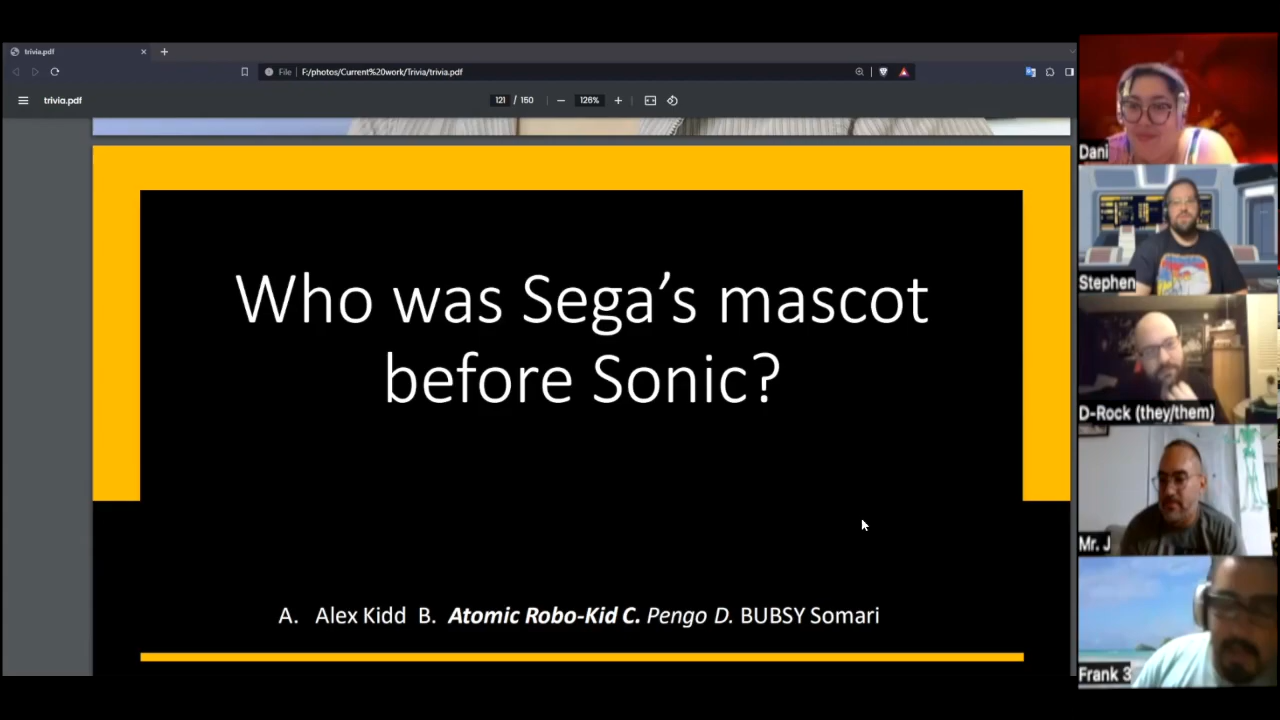 trivia.pdf
File F:/photos/Current%20work/Trivia/trivia.pdf
trivia.pdf 121 / 150 126%
Who was Sega’s mascot
before Sonic?
A. Alex Kidd B. Atomic Robo-Kid C. Pengo D. BUBSY Somari
Dani
Stephen
D-Rock (they/them)
Mr. J
Frank 3